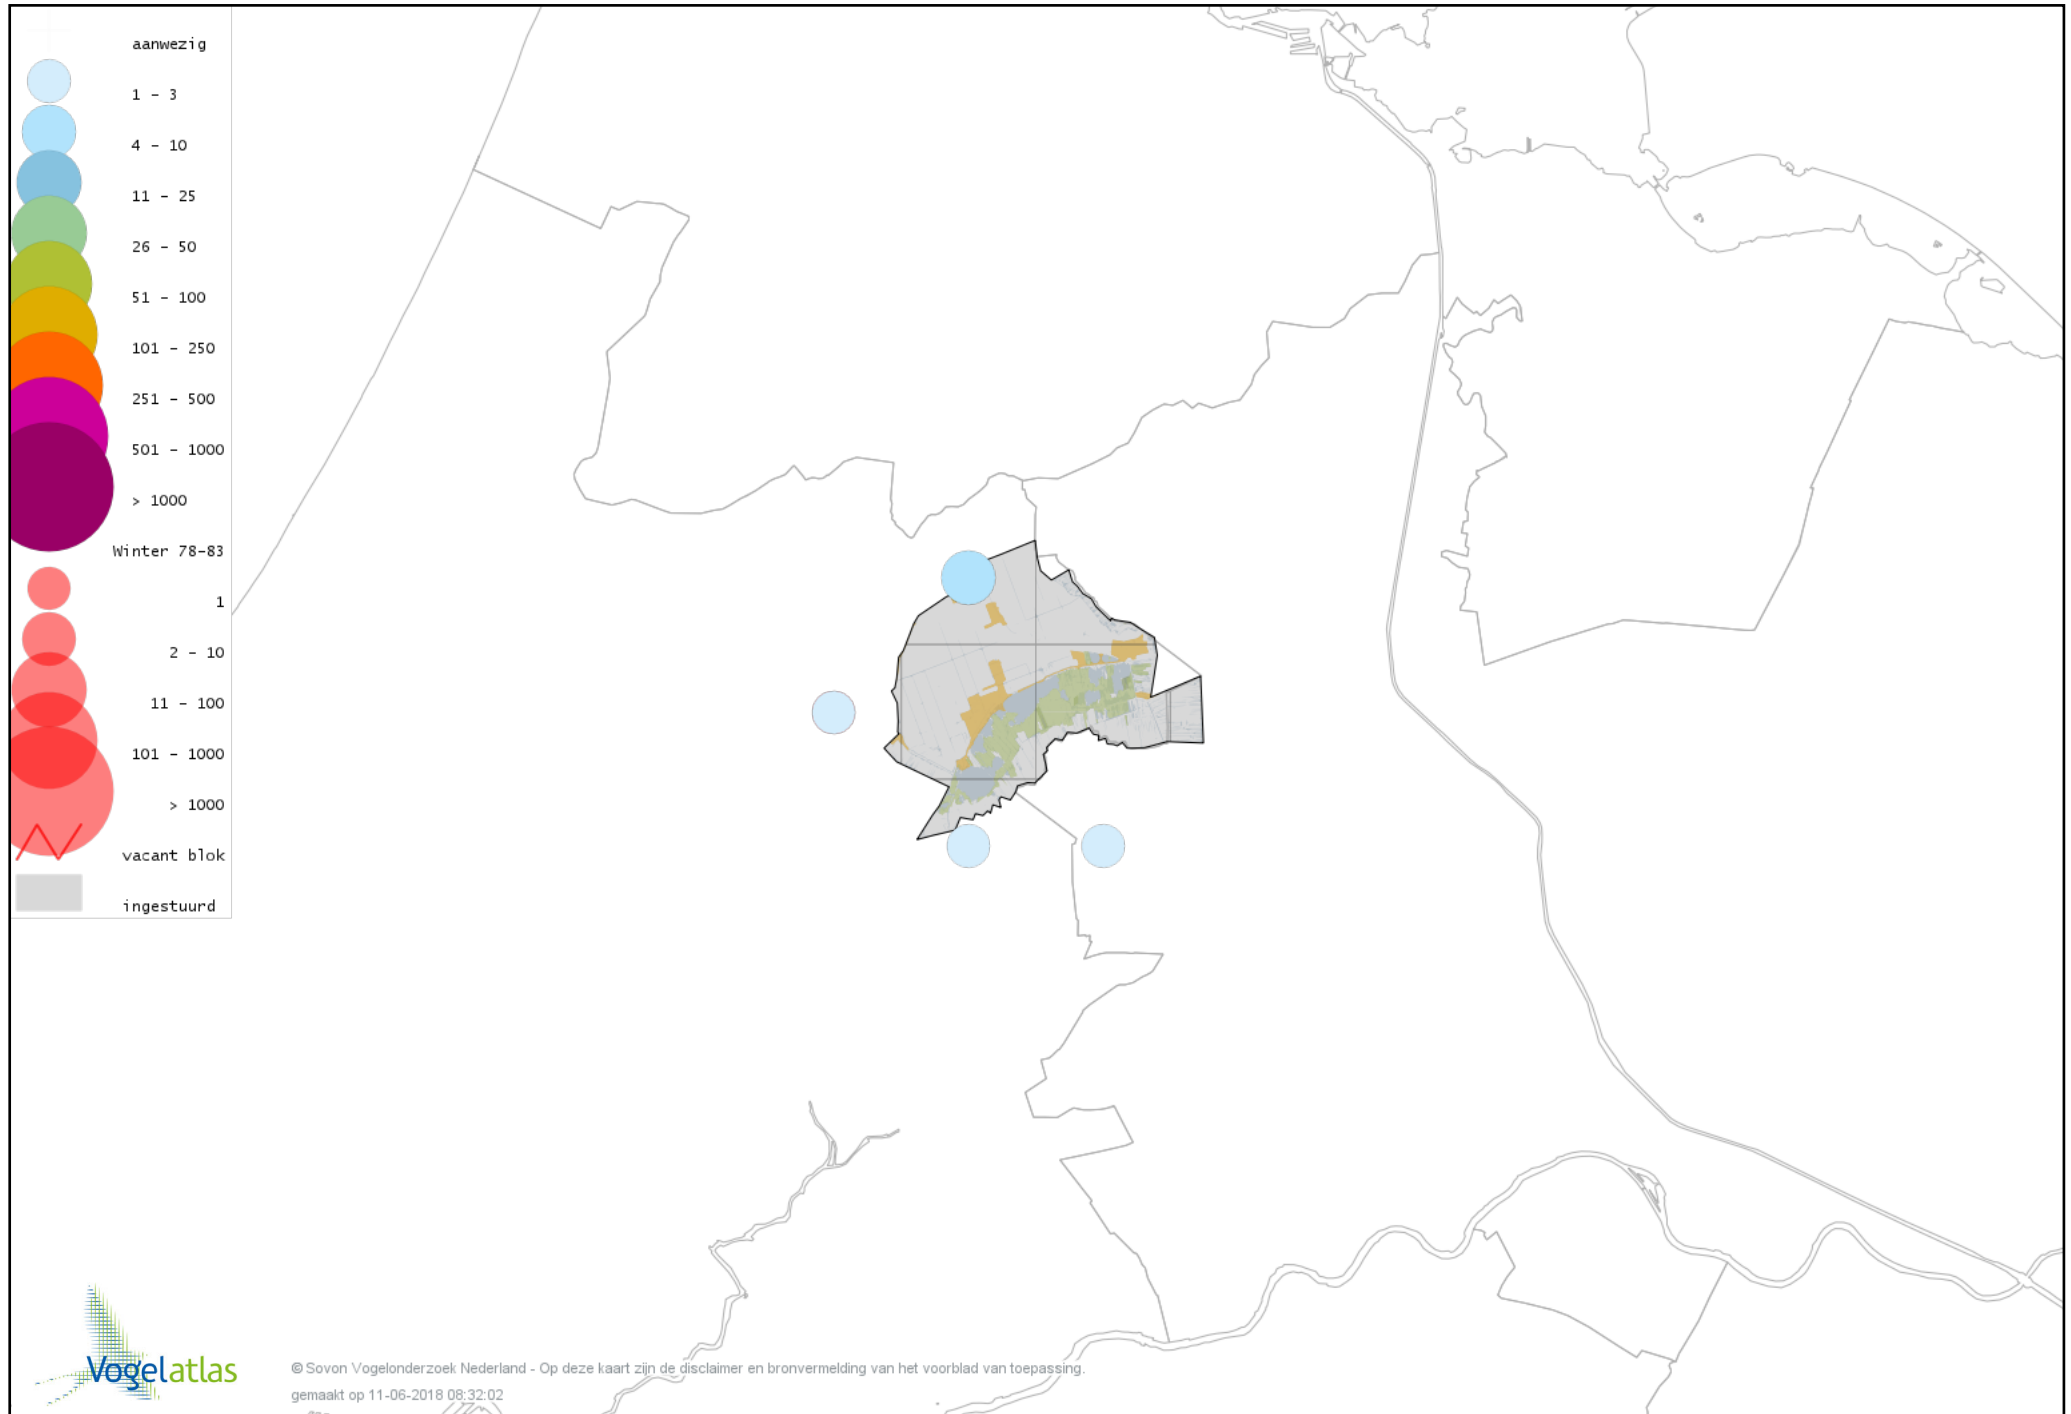 aanwezig
1 - 3
4 - 10
11 - 25
26 - 50
51 - 100
101 - 250
251 - 500
501 - 1000
> 1000
Winter 78-83
1
2 - 10
11 - 100
101 - 1000
> 1000
vacant blok
ingestuurd
Vogelatlas
© Sovon Vogelonderzoek Nederland - Op deze kaart zijn de disclaimer en bronvermelding van het voorblad van toepassing.
gemaakt op 11-06-2018 08:32:02